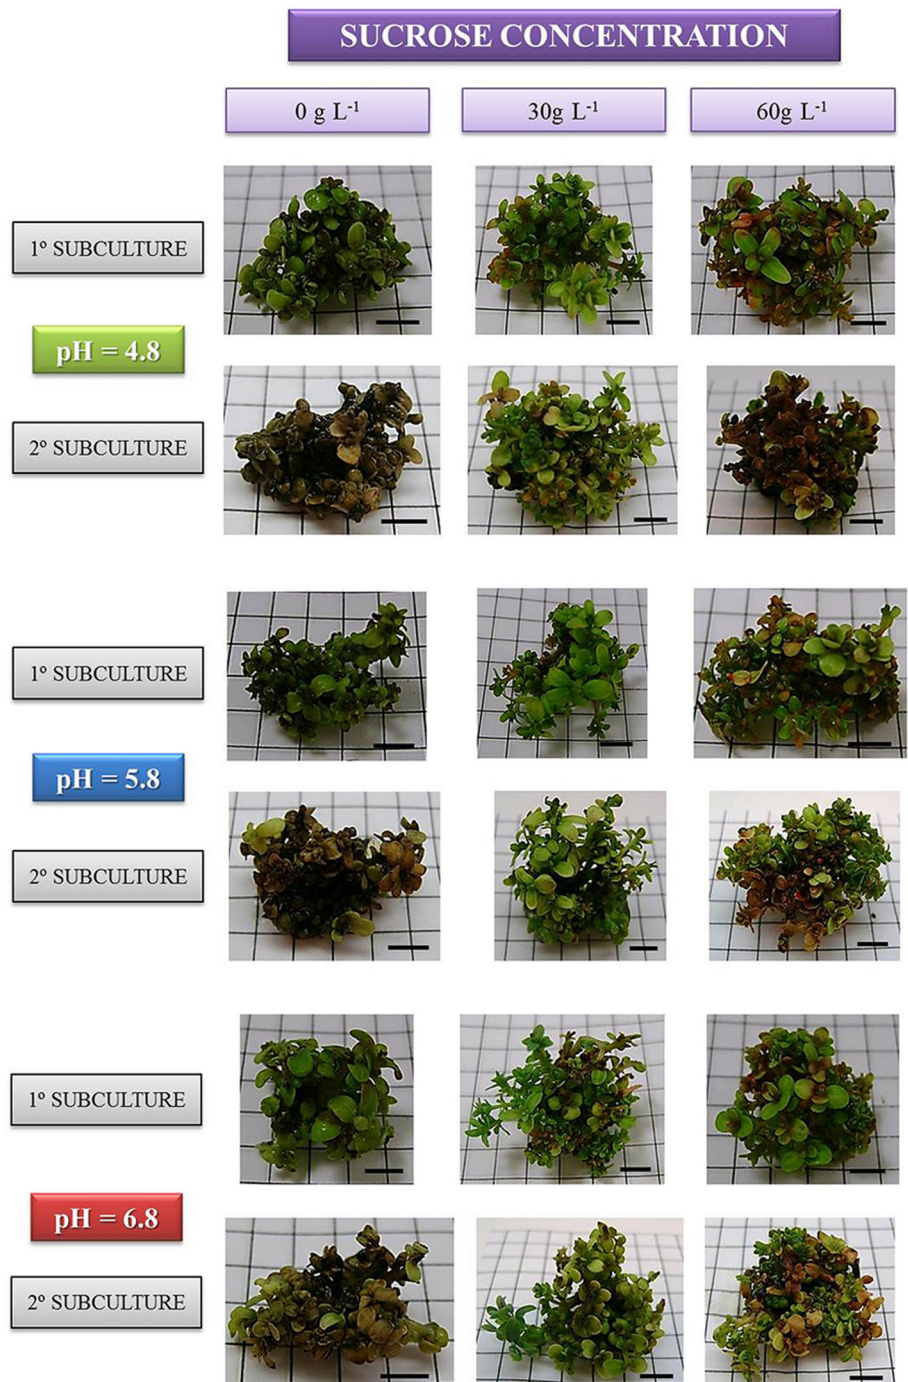 SUCROSE CONCENTRATION
0 g L⁻¹
30g L⁻¹
60g L⁻¹
1º SUBCULTURE
pH = 4.8
2º SUBCULTURE
1º SUBCULTURE
pH = 5.8
2º SUBCULTURE
1º SUBCULTURE
pH = 6.8
2º SUBCULTURE